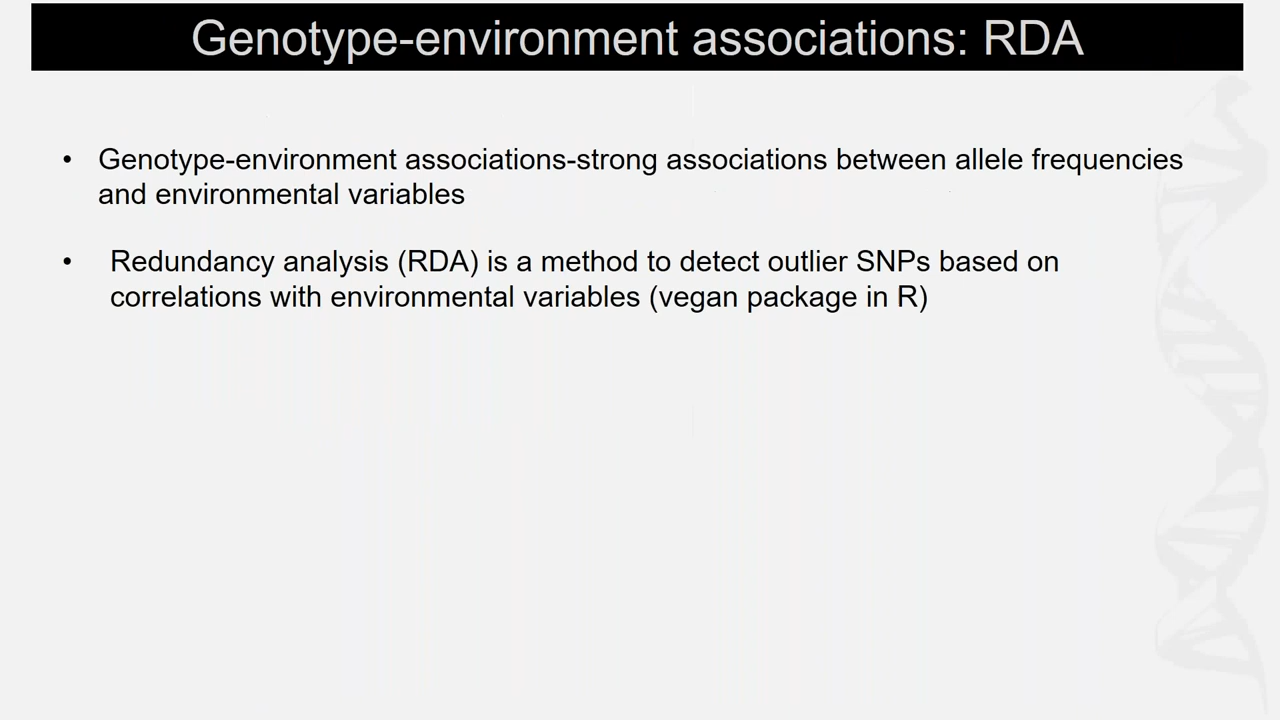 Genotype-environment associations: RDA
• Genotype-environment associations-strong associations between allele frequencies
and environmental variables
• Redundancy analysis (RDA) is a method to detect outlier SNPs based on
correlations with environmental variables (vegan package in R)